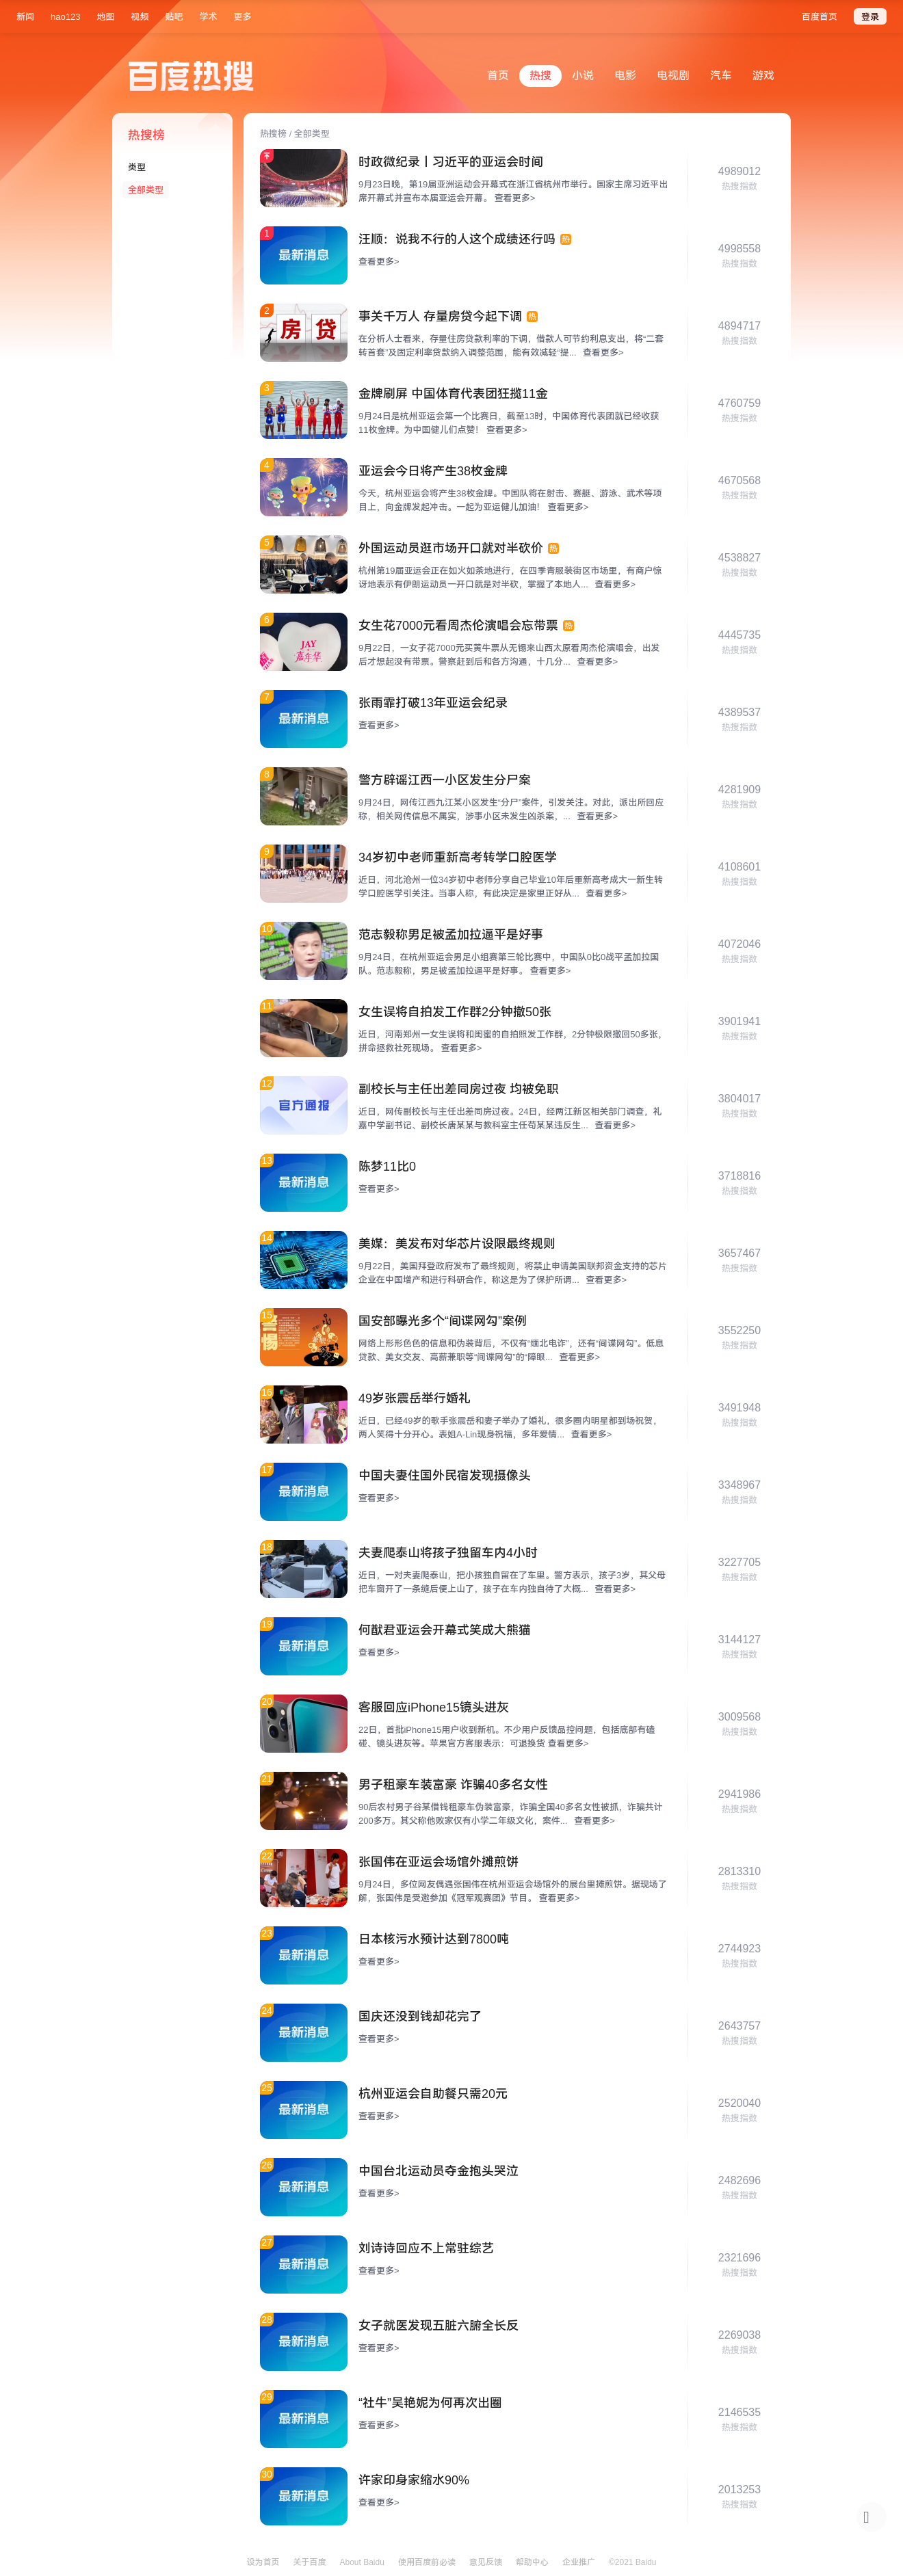 新闻 hao123 地图 视频 贴吧 学术 更多 百度首页 登录
百度热搜
首页 热搜 小说 电影 电视剧 汽车 游戏
热搜榜
类型
全部类型
热搜榜 / 全部类型
时政微纪录丨习近平的亚运会时间
9月23日晚，第19届亚洲运动会开幕式在浙江省杭州市举行。国家主席习近平出
席开幕式并宣布本届亚运会开幕。 查看更多>
4989012
热搜指数
1
最新消息
汪顺：说我不行的人这个成绩还行吗 热
查看更多>
4998558
热搜指数
2
房 贷
事关千万人 存量房贷今起下调 热
在分析人士看来，存量住房贷款利率的下调，借款人可节约利息支出，将“二套
转首套”及固定利率贷款纳入调整范围，能有效减轻“提... 查看更多>
4894717
热搜指数
3
金牌刷屏 中国体育代表团狂揽11金
9月24日是杭州亚运会第一个比赛日，截至13时，中国体育代表团就已经收获
11枚金牌。为中国健儿们点赞！ 查看更多>
4760759
热搜指数
4
亚运会今日将产生38枚金牌
今天，杭州亚运会将产生38枚金牌。中国队将在射击、赛艇、游泳、武术等项
目上，向金牌发起冲击。一起为亚运健儿加油！ 查看更多>
4670568
热搜指数
5
外国运动员逛市场开口就对半砍价 热
杭州第19届亚运会正在如火如荼地进行，在四季青服装街区市场里，有商户惊
讶地表示有伊朗运动员一开口就是对半砍，掌握了本地人... 查看更多>
4538827
热搜指数
6
JAY
嘉年华
女生花7000元看周杰伦演唱会忘带票 热
9月22日，一女子花7000元买黄牛票从无锡来山西太原看周杰伦演唱会，出发
后才想起没有带票。警察赶到后和各方沟通，十几分... 查看更多>
4445735
热搜指数
7
最新消息
张雨霏打破13年亚运会纪录
查看更多>
4389537
热搜指数
8
警方辟谣江西一小区发生分尸案
9月24日，网传江西九江某小区发生“分尸”案件，引发关注。对此，派出所回应
称，相关网传信息不属实，涉事小区未发生凶杀案，... 查看更多>
4281909
热搜指数
9
34岁初中老师重新高考转学口腔医学
近日，河北沧州一位34岁初中老师分享自己毕业10年后重新高考成大一新生转
学口腔医学引关注。当事人称，有此决定是家里正好从... 查看更多>
4108601
热搜指数
10
范志毅称男足被孟加拉逼平是好事
9月24日，在杭州亚运会男足小组赛第三轮比赛中，中国队0比0战平孟加拉国
队。范志毅称，男足被孟加拉逼平是好事。 查看更多>
4072046
热搜指数
11
女生误将自拍发工作群2分钟撤50张
近日，河南郑州一女生误将和闺蜜的自拍照发工作群，2分钟极限撤回50多张，
拼命拯救社死现场。 查看更多>
3901941
热搜指数
12
官方通报
副校长与主任出差同房过夜 均被免职
近日，网传副校长与主任出差同房过夜。24日，经两江新区相关部门调查，礼
嘉中学副书记、副校长唐某某与教科室主任苟某某违反生... 查看更多>
3804017
热搜指数
13
最新消息
陈梦11比0
查看更多>
3718816
热搜指数
14
美媒：美发布对华芯片设限最终规则
9月22日，美国拜登政府发布了最终规则，将禁止申请美国联邦资金支持的芯片
企业在中国增产和进行科研合作，称这是为了保护所谓... 查看更多>
3657467
热搜指数
15
警惕
国安部曝光多个“间谍网勾”案例
网络上形形色色的信息和伪装背后，不仅有“缅北电诈”，还有“间谍网勾”。低息
贷款、美女交友、高薪兼职等“间谍网勾”的“障眼... 查看更多>
3552250
热搜指数
16
49岁张震岳举行婚礼
近日，已经49岁的歌手张震岳和妻子举办了婚礼，很多圈内明星都到场祝贺，
两人笑得十分开心。表姐A-Lin现身祝福，多年爱情... 查看更多>
3491948
热搜指数
17
最新消息
中国夫妻住国外民宿发现摄像头
查看更多>
3348967
热搜指数
18
夫妻爬泰山将孩子独留车内4小时
近日，一对夫妻爬泰山，把小孩独自留在了车里。警方表示，孩子3岁，其父母
把车窗开了一条缝后便上山了，孩子在车内独自待了大概... 查看更多>
3227705
热搜指数
19
最新消息
何猷君亚运会开幕式笑成大熊猫
查看更多>
3144127
热搜指数
20
客服回应iPhone15镜头进灰
22日，首批iPhone15用户收到新机。不少用户反馈品控问题，包括底部有磕
碰、镜头进灰等。苹果官方客服表示：可退换货 查看更多>
3009568
热搜指数
21
男子租豪车装富豪 诈骗40多名女性
90后农村男子谷某借钱租豪车伪装富豪，诈骗全国40多名女性被抓，诈骗共计
200多万。其父称他败家仅有小学二年级文化，案件... 查看更多>
2941986
热搜指数
22
张国伟在亚运会场馆外摊煎饼
9月24日，多位网友偶遇张国伟在杭州亚运会场馆外的展台里摊煎饼。据现场了
解，张国伟是受邀参加《冠军观赛团》节目。 查看更多>
2813310
热搜指数
23
最新消息
日本核污水预计达到7800吨
查看更多>
2744923
热搜指数
24
最新消息
国庆还没到钱却花完了
查看更多>
2643757
热搜指数
25
最新消息
杭州亚运会自助餐只需20元
查看更多>
2520040
热搜指数
26
最新消息
中国台北运动员夺金抱头哭泣
查看更多>
2482696
热搜指数
27
最新消息
刘诗诗回应不上常驻综艺
查看更多>
2321696
热搜指数
28
最新消息
女子就医发现五脏六腑全长反
查看更多>
2269038
热搜指数
29
最新消息
“社牛”吴艳妮为何再次出圈
查看更多>
2146535
热搜指数
30
最新消息
许家印身家缩水90%
查看更多>
2013253
热搜指数
设为首页 关于百度 About Baidu 使用百度前必读 意见反馈 帮助中心 企业推广 ©2021 Baidu